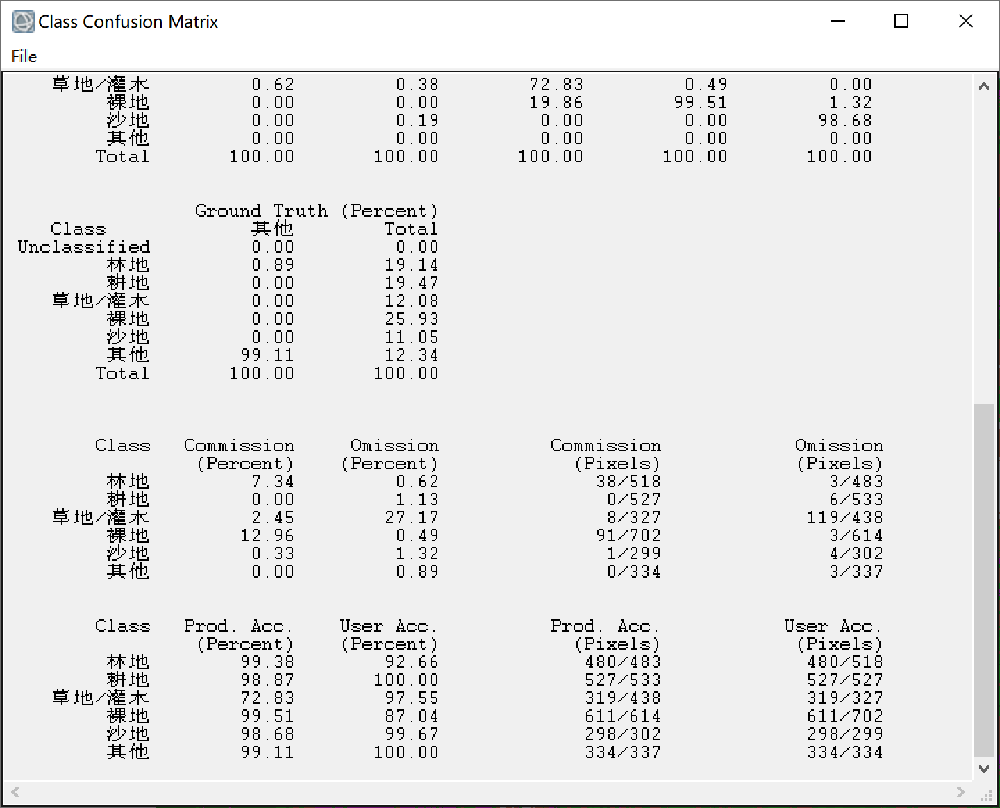 Class Confusion Matrix
File
草地/灌木 0.62 0.38 72.83 0.49 0.00
裸地 0.00 0.00 19.86 99.51 1.32
沙地 0.00 0.19 0.00 0.00 98.68
其他 0.00 0.00 0.00 0.00 0.00
Total 100.00 100.00 100.00 100.00 100.00
Ground Truth (Percent)
Class 其他 Total
Unclassified 0.00 0.00
林地 0.89 19.14
耕地 0.00 19.47
草地/灌木 0.00 12.08
裸地 0.00 25.93
沙地 0.00 11.05
其他 99.11 12.34
Total 100.00 100.00
Class Commission Omission Commission Omission
(Percent) (Percent) (Pixels) (Pixels)
林地 7.34 0.62 38/518 3/483
耕地 0.00 1.13 0/527 6/533
草地/灌木 2.45 27.17 8/327 119/438
裸地 12.96 0.49 91/702 3/614
沙地 0.33 1.32 1/299 4/302
其他 0.00 0.89 0/334 3/337
Class Prod. Acc. User Acc. Prod. Acc. User Acc.
(Percent) (Percent) (Pixels) (Pixels)
林地 99.38 92.66 480/483 480/518
耕地 98.87 100.00 527/533 527/527
草地/灌木 72.83 97.55 319/438 319/327
裸地 99.51 87.04 611/614 611/702
沙地 98.68 99.67 298/302 298/299
其他 99.11 100.00 334/337 334/334